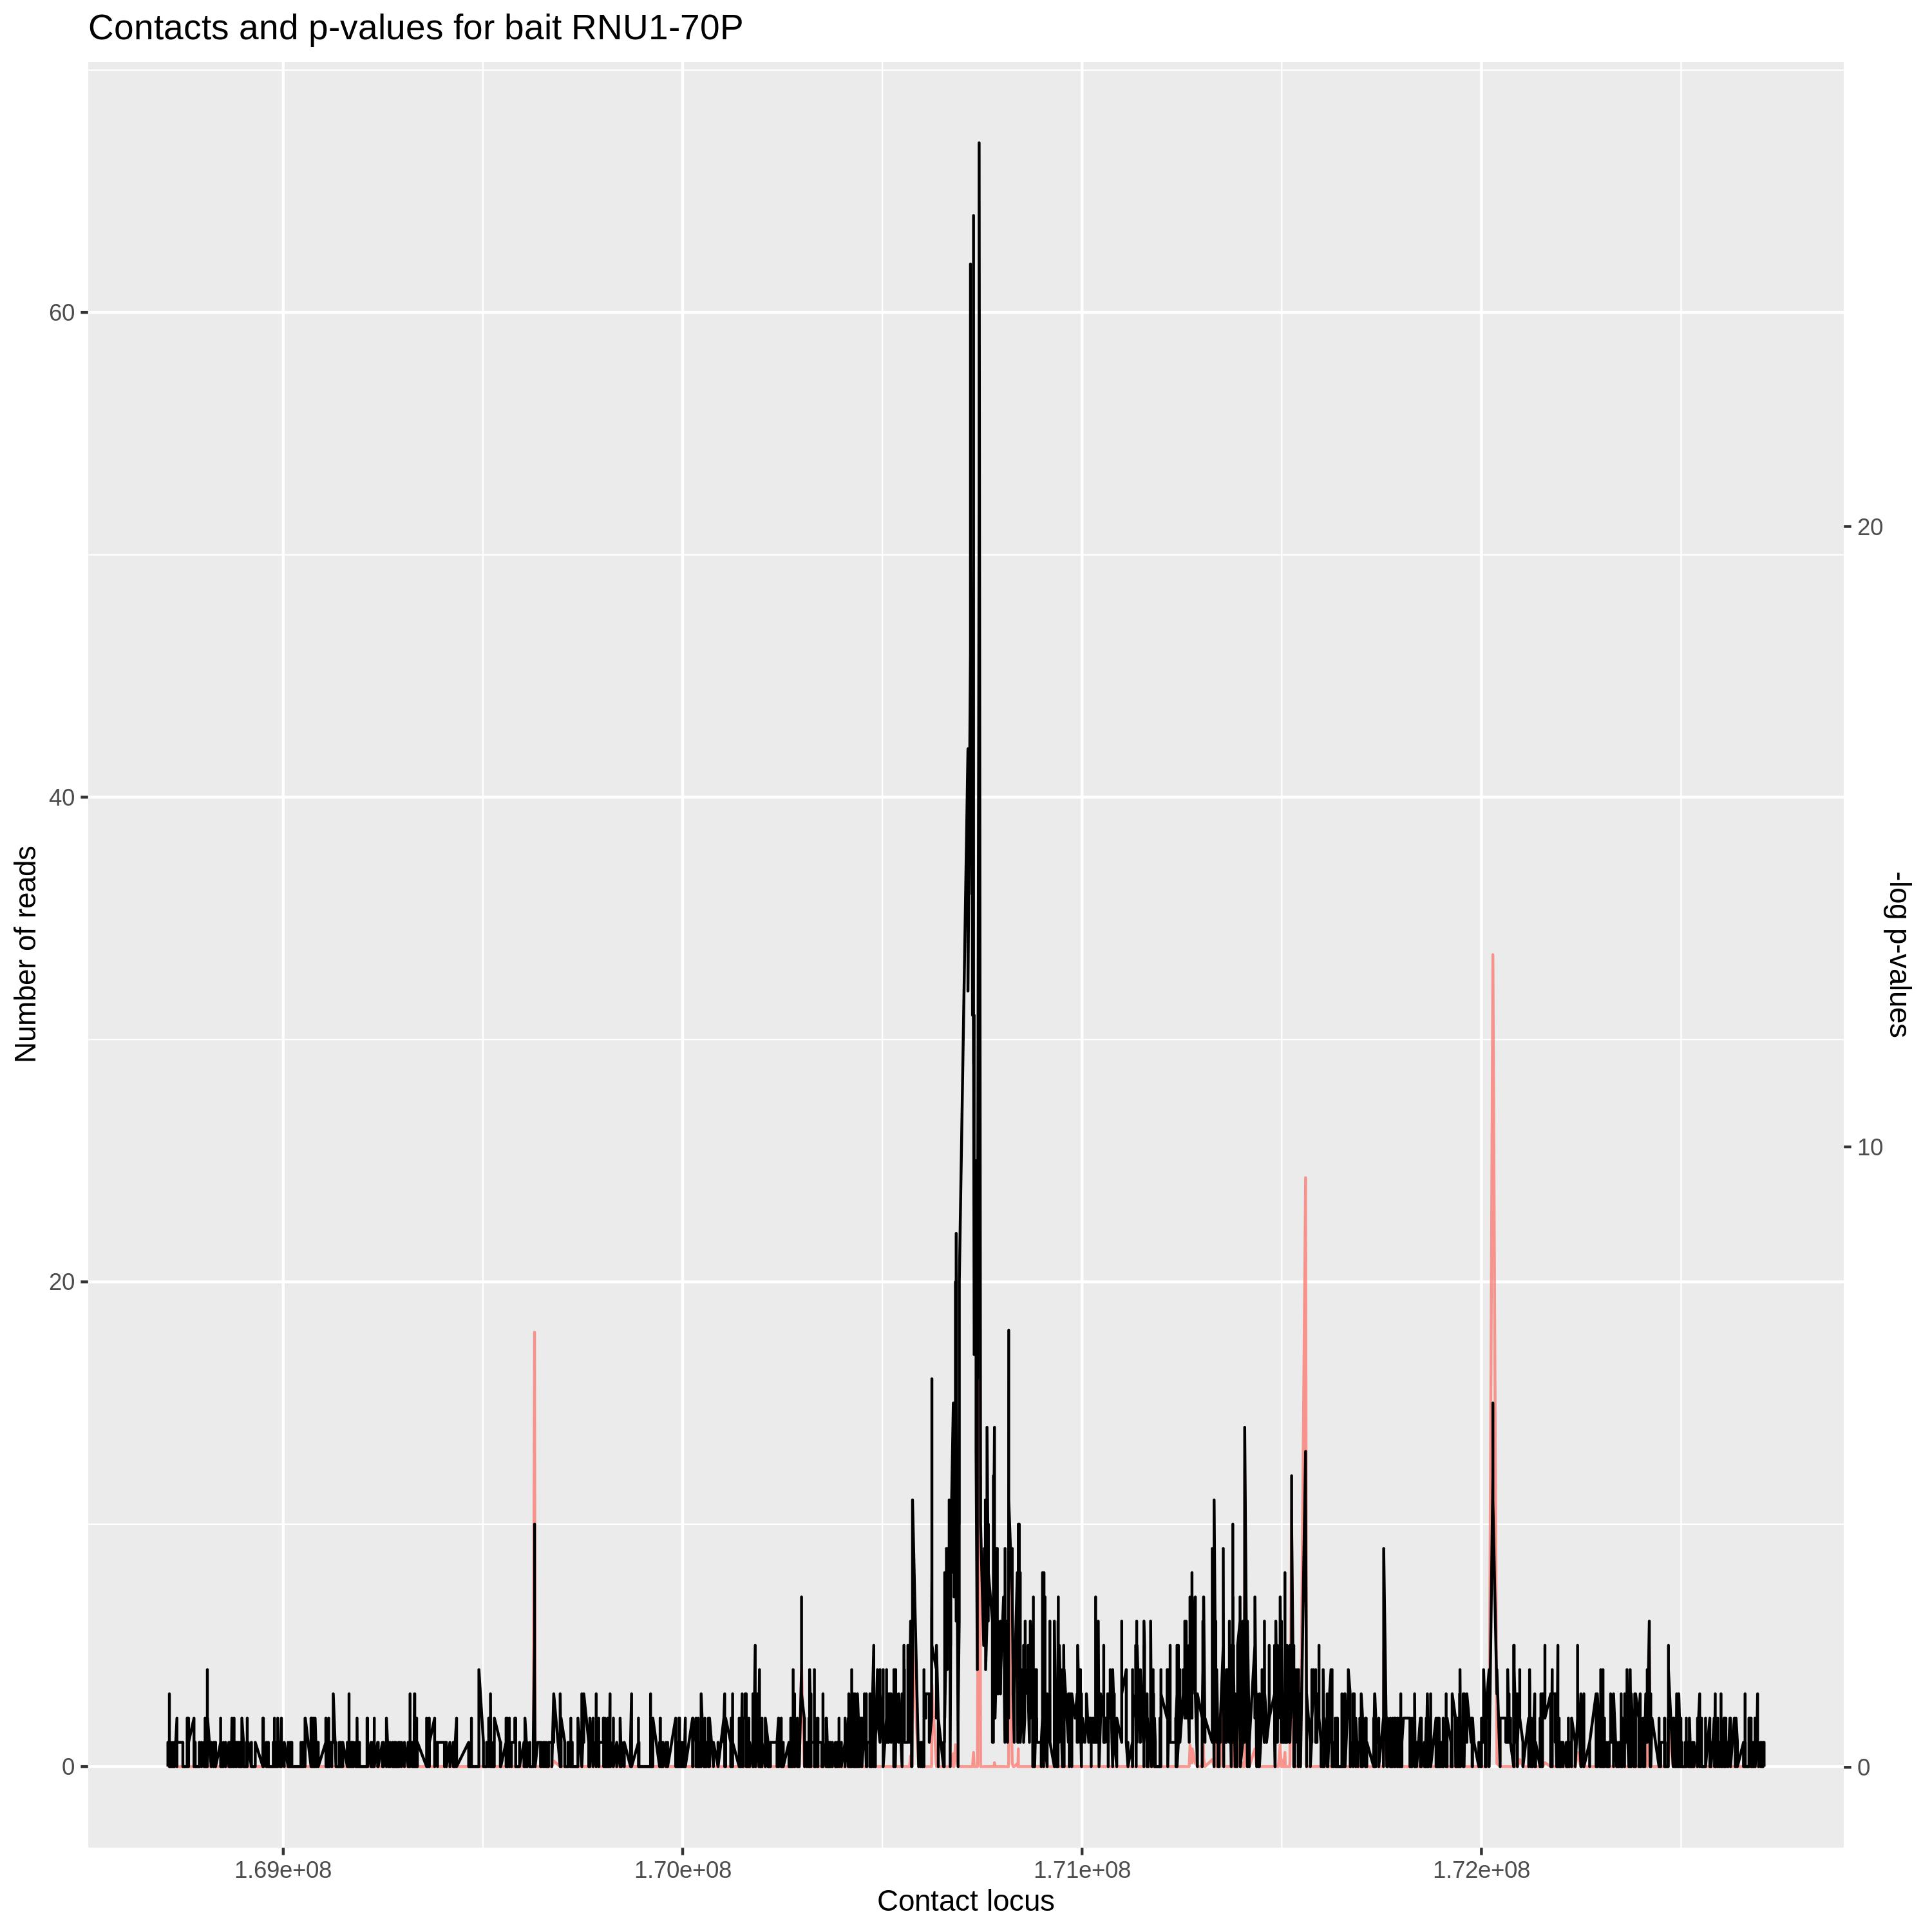 Contacts and p-values for bait RNU1-70P
60
40
20
0
Number of reads
20
10
0
-log p-values
1.69e+08
1.70e+08
1.71e+08
1.72e+08
Contact locus